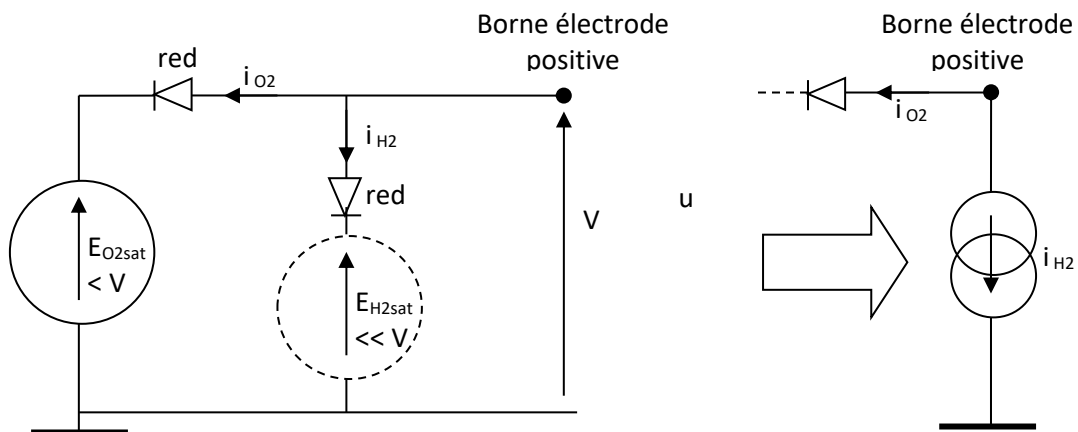 Borne électrode
positive
red
i O2
i H2
red
E O2sat
< V
E H2sat
<< V
V
u
Borne électrode
positive
i O2
i H2